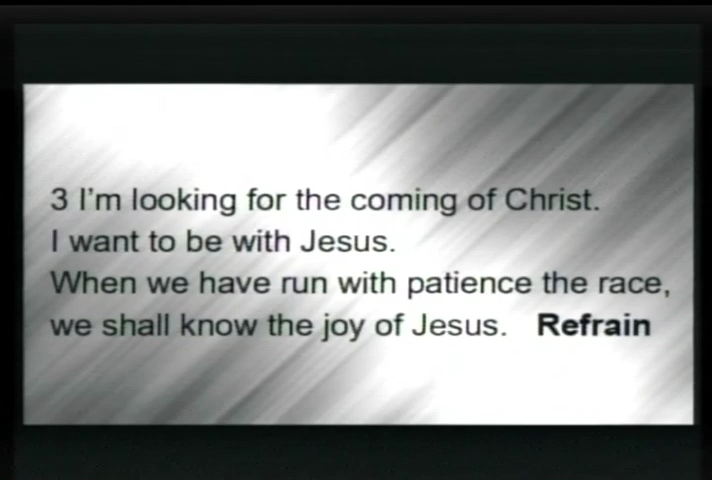 3 I'm looking for the coming of Christ.
I want to be with Jesus.
When we have run with patience the race,
we shall know the joy of Jesus. Refrain